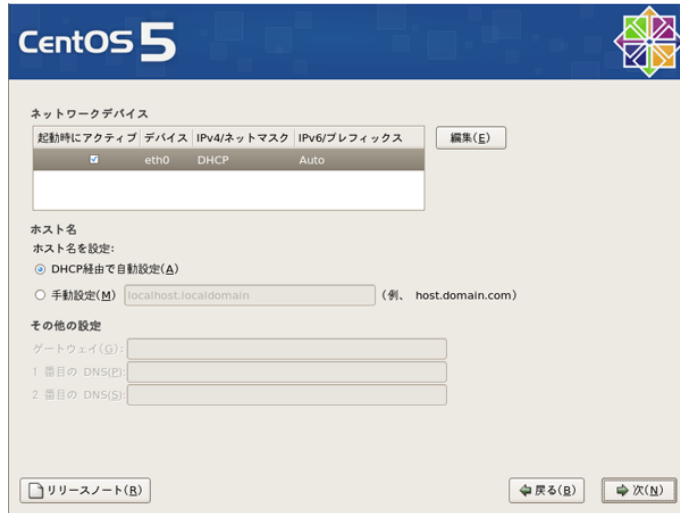 CentOS 5
ネットワークデバイス
起動時にアクティブ デバイス IPv4/ネットマスク IPv6/プレフィックス 編集(E)
eth0 DHCP Auto
ホスト名
ホスト名を設定:
DHCP経由で自動設定(A)
手動設定(M) localhost.localdomain (例、 host.domain.com)
その他の設定
ゲートウェイ(G):
1 番目の DNS(P):
2 番目の DNS(S):
リリースノート(R) 戻る(B) 次(N)